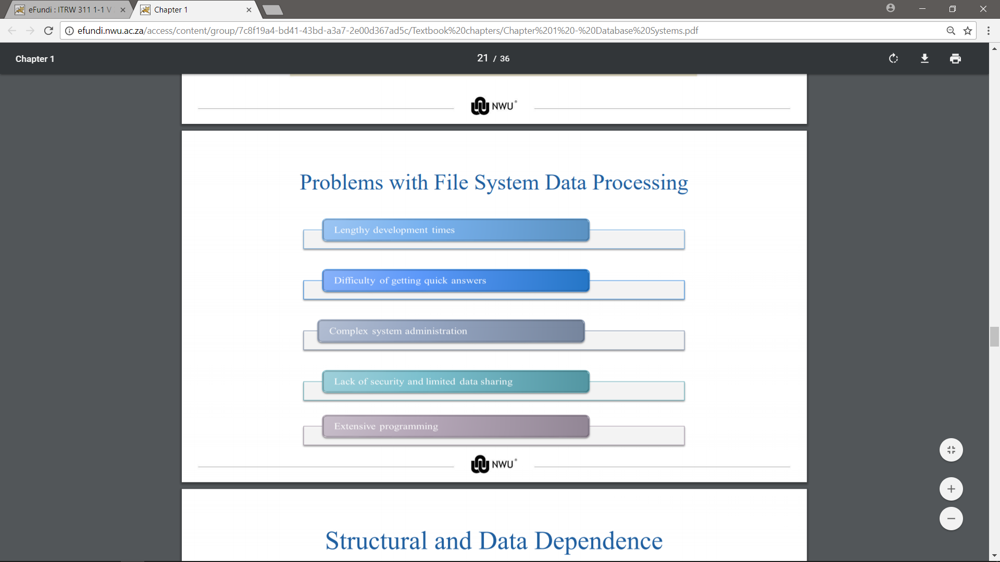 eFundi : ITRW 311 1-1 V
Chapter 1
efundi.nwu.ac.za/access/content/group/7c8f19a4-bd41-43bd-a3a7-2e00d367ad5c/Textbook%20chapters/Chapter%201%20-%20Database%20Systems.pdf
Chapter 1
21 / 36
NWU®
Problems with File System Data Processing
Lengthy development times
Difficulty of getting quick answers
Complex system administration
Lack of security and limited data sharing
Extensive programming
NWU®
Structural and Data Dependence